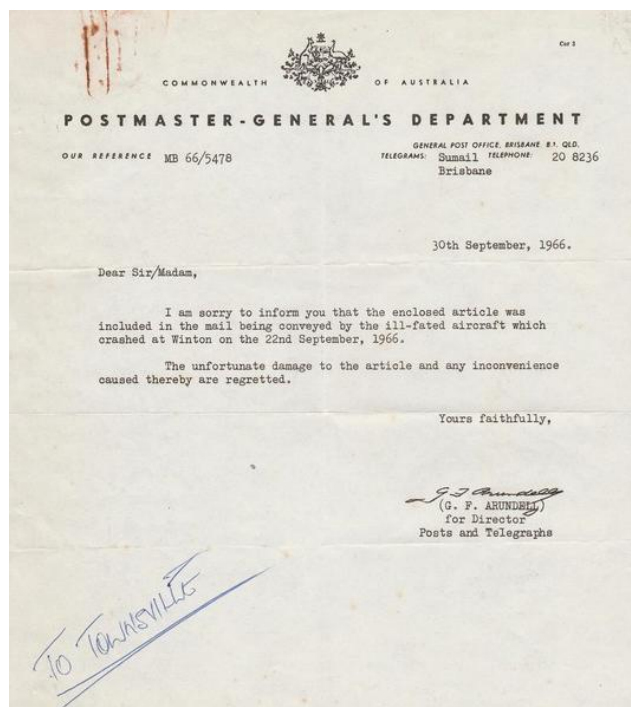 Cor 2
COMMONWEALTH OF AUSTRALIA
POSTMASTER-GENERAL'S DEPARTMENT
GENERAL POST OFFICE, BRISBANE B.1. QLD.
OUR REFERENCE MB 66/5478
TELEGRAMS: Sumail TELEPHONE: 20 8236
Brisbane
30th September, 1966.
Dear Sir/Madam,
I am sorry to inform you that the enclosed article was
included in the mail being conveyed by the ill-fated aircraft which
crashed at Winton on the 22nd September, 1966.
The unfortunate damage to the article and any inconvenience
caused thereby are regretted.
Yours faithfully,
G F Arundell
(G. F. ARUNDELL)
for Director
Posts and Telegraphs
TO TOWNSVILLE